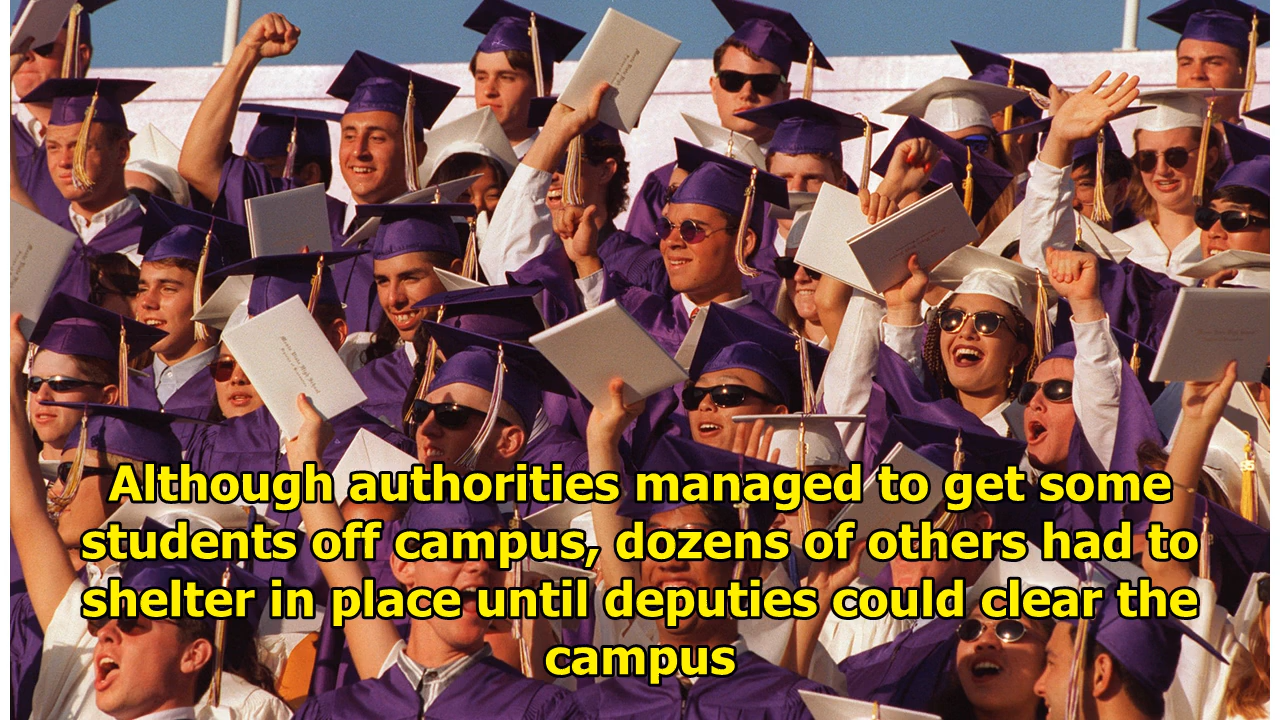 Although authorities managed to get some
students off campus, dozens of others had to
shelter in place until deputies could clear the
campus